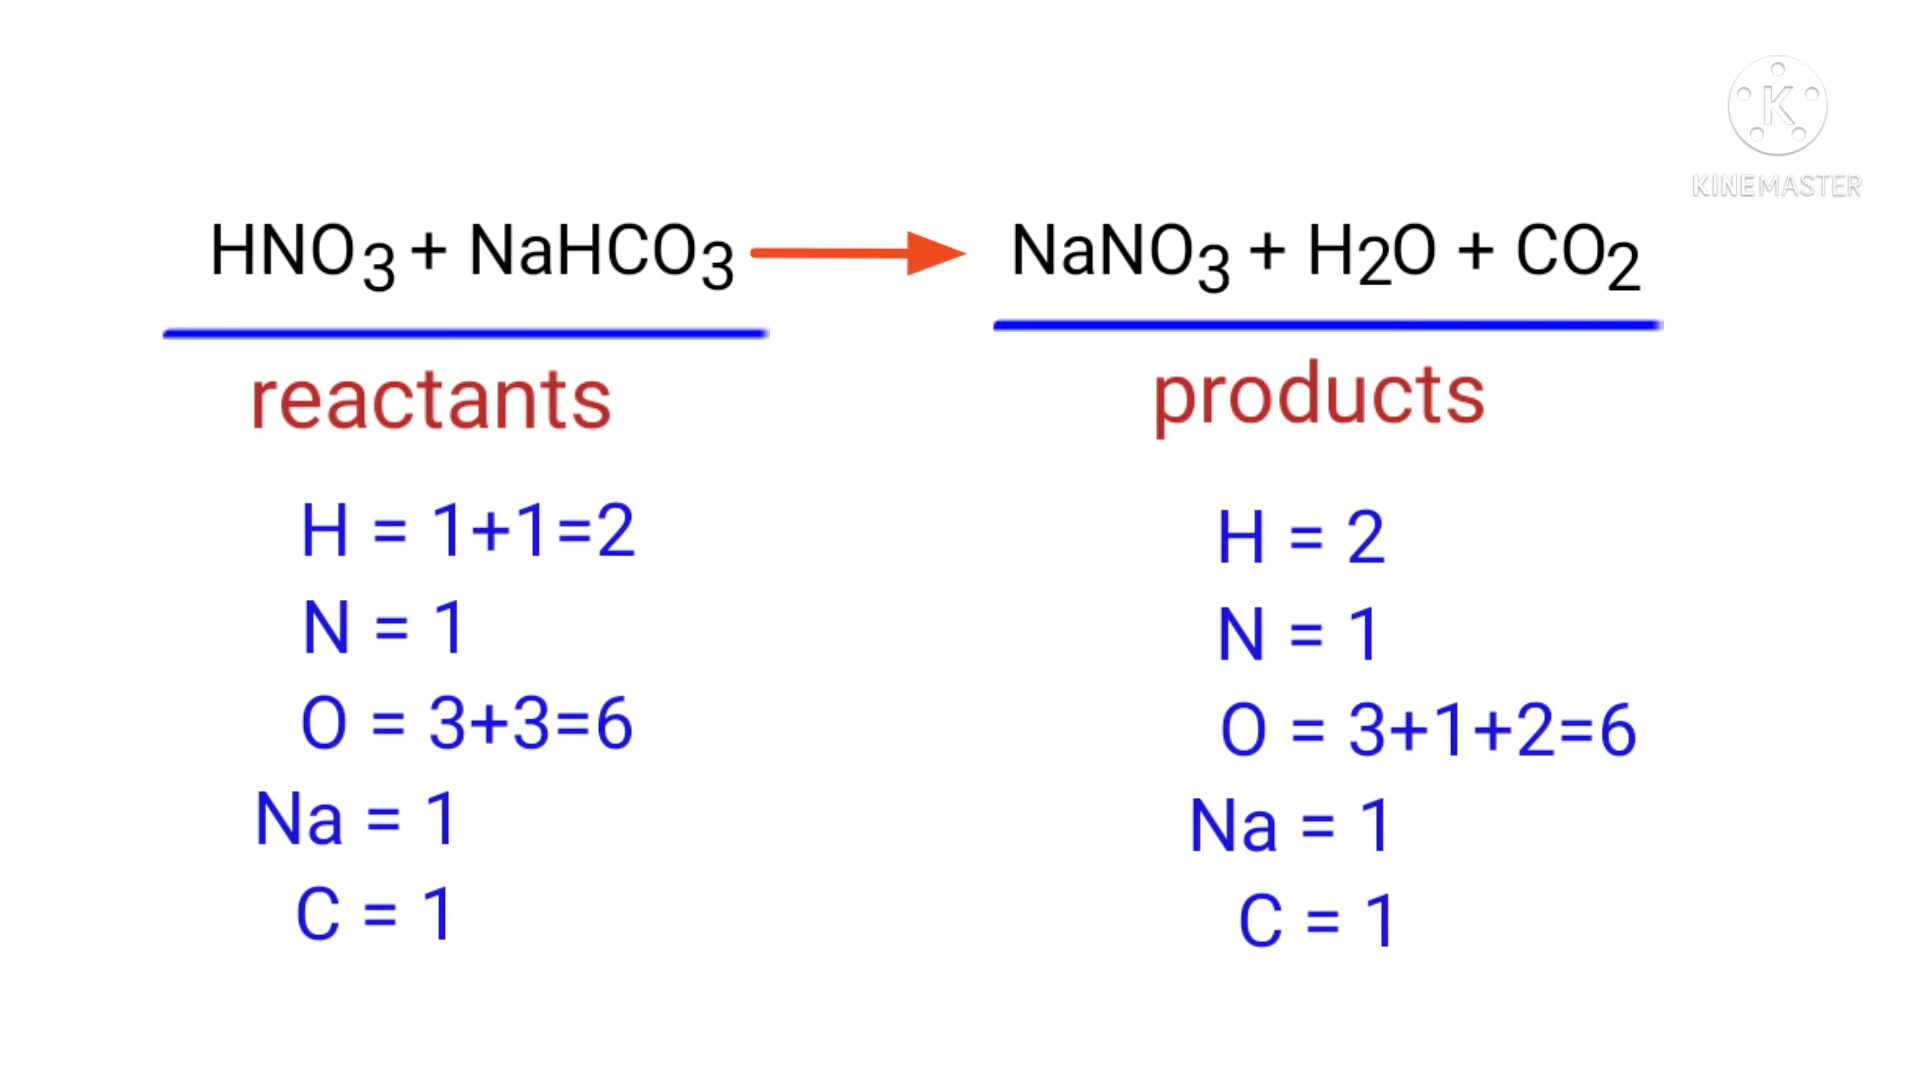 K
KINEMASTER
HNO3 + NaHCO3 → NaNO3 + H2O + CO2
reactants
products
H = 1+1=2
N = 1
O = 3+3=6
Na = 1
C = 1
H = 2
N = 1
O = 3+1+2=6
Na = 1
C = 1